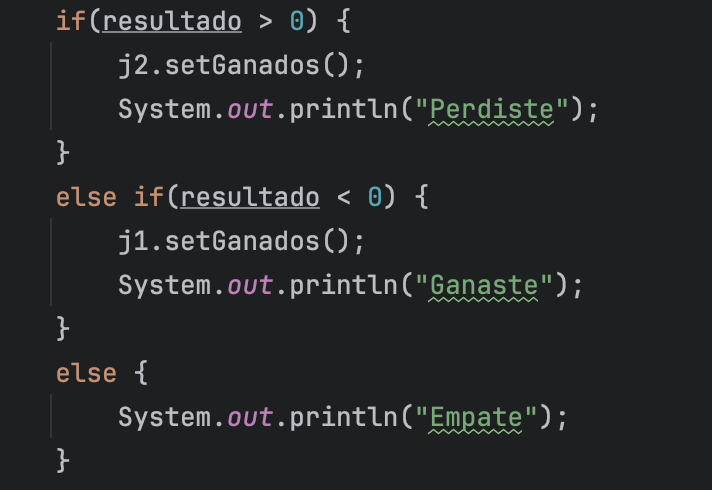 if(resultado > 0) {
    j2.setGanados();
    System.out.println("Perdiste");
}
else if(resultado < 0) {
    j1.setGanados();
    System.out.println("Ganaste");
}
else {
    System.out.println("Empate");
}